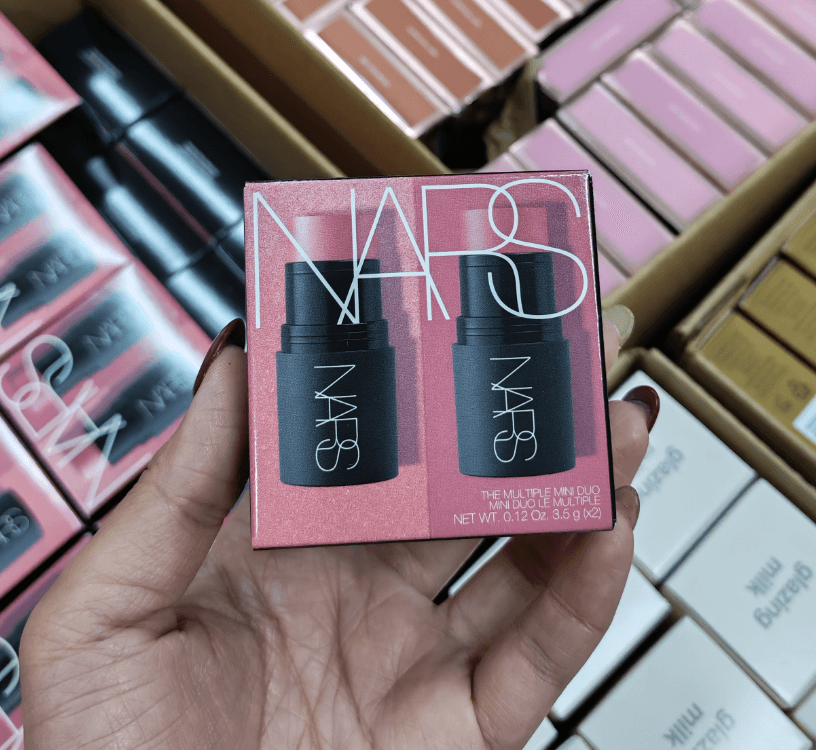 NARS
NARS
NARS
THE MULTIPLE MINI DUO
MINI DUO LE MULTIPLE
NET WT. 0.12 Oz. 3.5 g (x2)
glazing
glazing
milk
glazing
milk